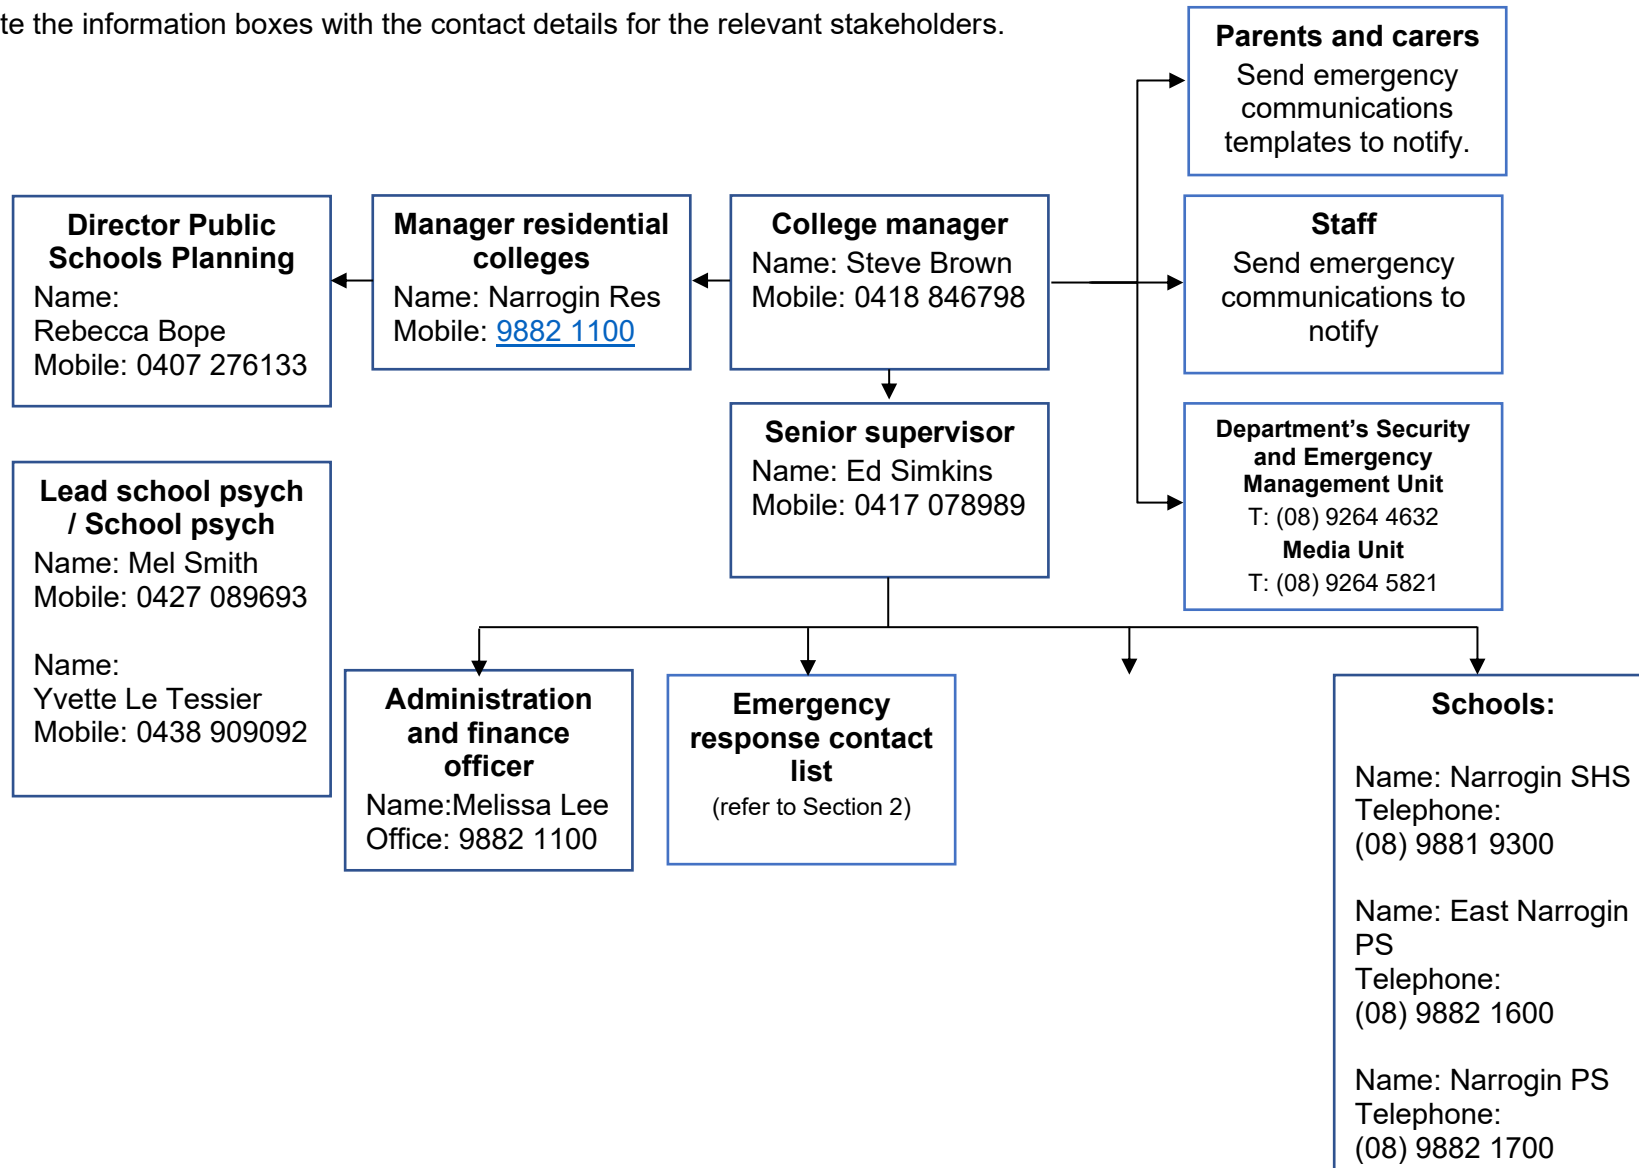 te the information boxes with the contact details for the relevant stakeholders.
Parents and carers
Send emergency
communications
templates to notify.
Director Public
Schools Planning
Name:
Rebecca Bope
Mobile: 0407 276133
Manager residential
colleges
Name: Narrogin Res
Mobile: 9882 1100
College manager
Name: Steve Brown
Mobile: 0418 846798
Staff
Send emergency
communications to
notify
Senior supervisor
Name: Ed Simkins
Mobile: 0417 078989
Department’s Security
and Emergency
Management Unit
T: (08) 9264 4632
Media Unit
T: (08) 9264 5821
Lead school psych
/ School psych
Name: Mel Smith
Mobile: 0427 089693
Name:
Yvette Le Tessier
Mobile: 0438 909092
Administration
and finance
officer
Name:Melissa Lee
Office: 9882 1100
Emergency
response contact
list
(refer to Section 2)
Schools:
Name: Narrogin SHS
Telephone:
(08) 9881 9300
Name: East Narrogin
PS
Telephone:
(08) 9882 1600
Name: Narrogin PS
Telephone:
(08) 9882 1700